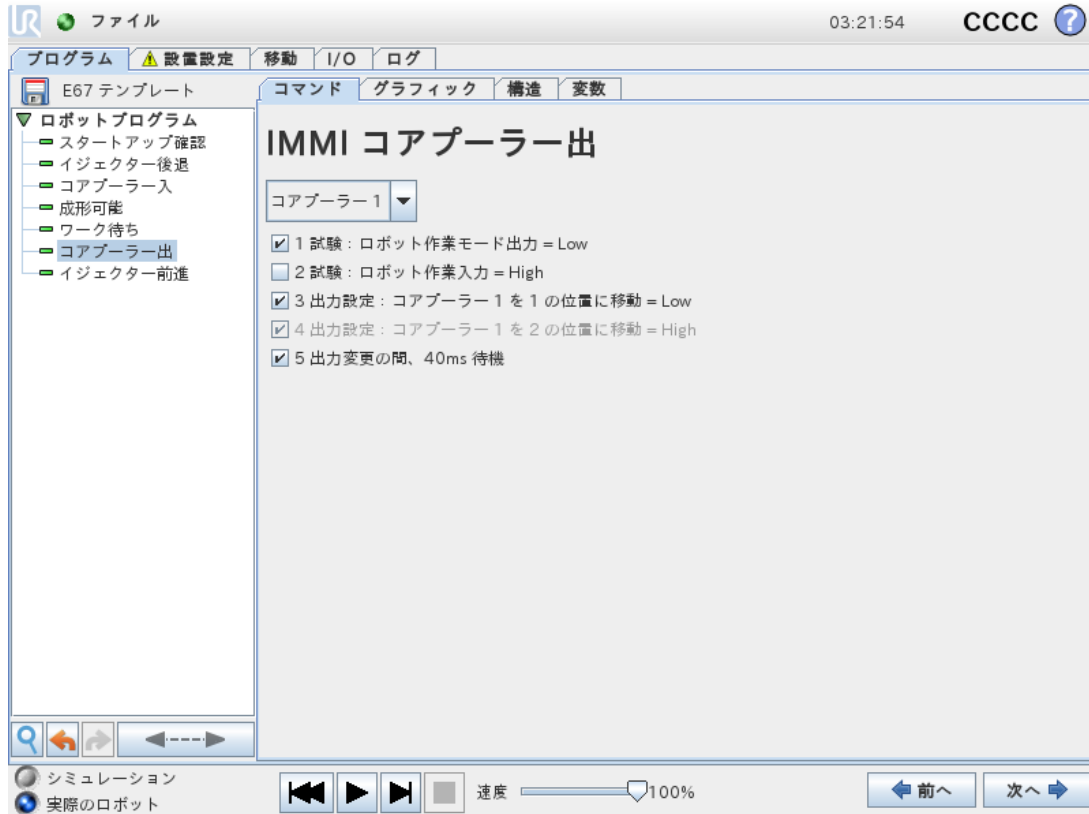 UR ファイル 03:21:54 CCCC ?
プログラム 設置設定 移動 I/O ログ
E67 テンプレート
コマンド グラフィック 構造 変数
ロボットプログラム
スタートアップ確認
イジェクター後退
コアプーラー入
成形可能
ワーク待ち
コアプーラー出
イジェクター前進
IMMI コアプーラー出
コアプーラー 1
1 試験：ロボット作業モード出力 = Low
2 試験：ロボット作業入力 = High
3 出力設定：コアプーラー 1 を 1 の位置に移動 = Low
4 出力設定：コアプーラー 1 を 2 の位置に移動 = High
5 出力変更の間、40ms 待機
シミュレーション
実際のロボット
速度 100%
前へ 次へ